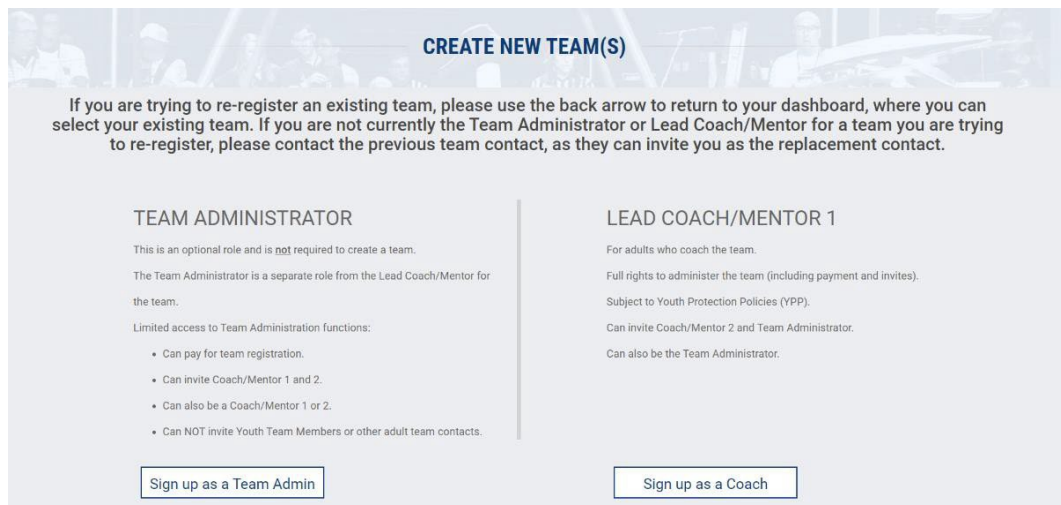 CREATE NEW TEAM(S)
If you are trying to re-register an existing team, please use the back arrow to return to your dashboard, where you can
select your existing team. If you are not currently the Team Administrator or Lead Coach/Mentor for a team you are trying
to re-register, please contact the previous team contact, as they can invite you as the replacement contact.
TEAM ADMINISTRATOR
This is an optional role and is not required to create a team.
The Team Administrator is a separate role from the Lead Coach/Mentor for
the team.
Limited access to Team Administration functions:
• Can pay for team registration.
• Can invite Coach/Mentor 1 and 2.
• Can also be a Coach/Mentor 1 or 2.
• Can NOT invite Youth Team Members or other adult team contacts.
Sign up as a Team Admin
LEAD COACH/MENTOR 1
For adults who coach the team.
Full rights to administer the team (including payment and invites).
Subject to Youth Protection Policies (YPP).
Can invite Coach/Mentor 2 and Team Administrator.
Can also be the Team Administrator.
Sign up as a Coach